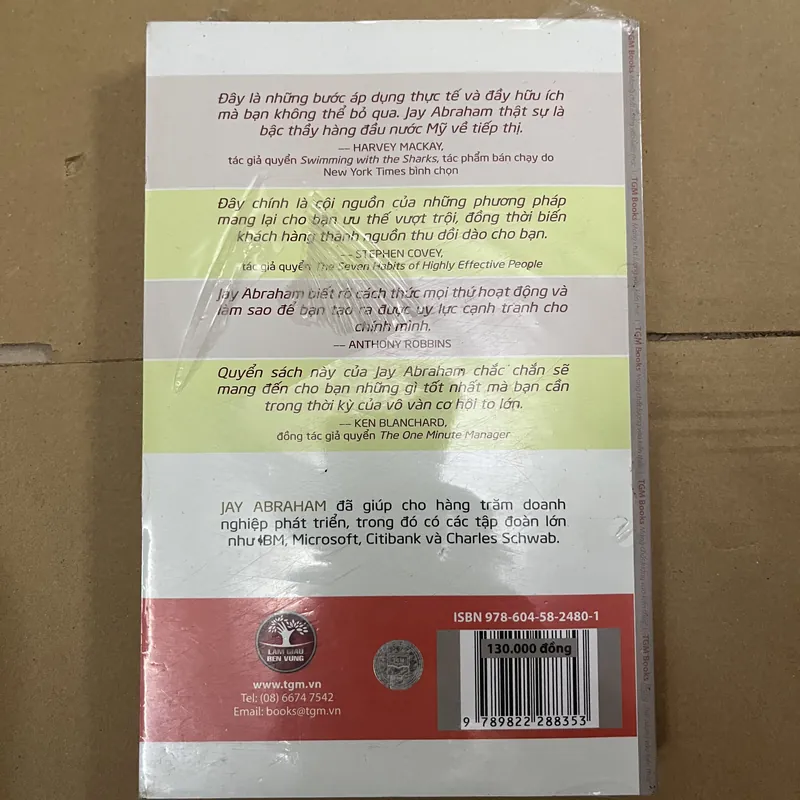 Đây là những bước áp dụng thực tế và đầy hữu ích
mà bạn không thể bỏ qua. Jay Abraham thật sự là
bậc thầy hàng đầu nước Mỹ về tiếp thị.
— HARVEY MACKAY,
tác giả quyển Swimming with the Sharks, tác phẩm bán chạy do
New York Times bình chọn
Đây chính là cội nguồn của những phương pháp
mang lại cho bạn ưu thế vượt trội, đồng thời biến
khách hàng thành nguồn thu dồi dào cho bạn.
— STEPHEN COVEY,
tác giả quyển The Seven Habits of Highly Effective People
Jay Abraham biết rõ cách thức mọi thứ hoạt động và
làm sao để bạn tạo ra được uy lực cạnh tranh cho
chính mình.
— ANTHONY ROBBINS
Quyển sách này của Jay Abraham chắc chắn sẽ
mang đến cho bạn những gì tốt nhất mà bạn cần
trong thời kỳ của vô vàn cơ hội to lớn.
— KEN BLANCHARD,
đồng tác giả quyển The One Minute Manager
JAY ABRAHAM đã giúp cho hàng trăm doanh
nghiệp phát triển, trong đó có các tập đoàn lớn
như IBM, Microsoft, Citibank và Charles Schwab.
LÀM GIÀU
BỀN VỮNG
www.tgm.vn
Tel: (08) 6674 7542
Email: books@tgm.vn
ISBN 978-604-58-2480-1
130.000 đồng
9 789822 288353
TGM Books
TGM Books
TGM Books
TGM Books
TGM Books